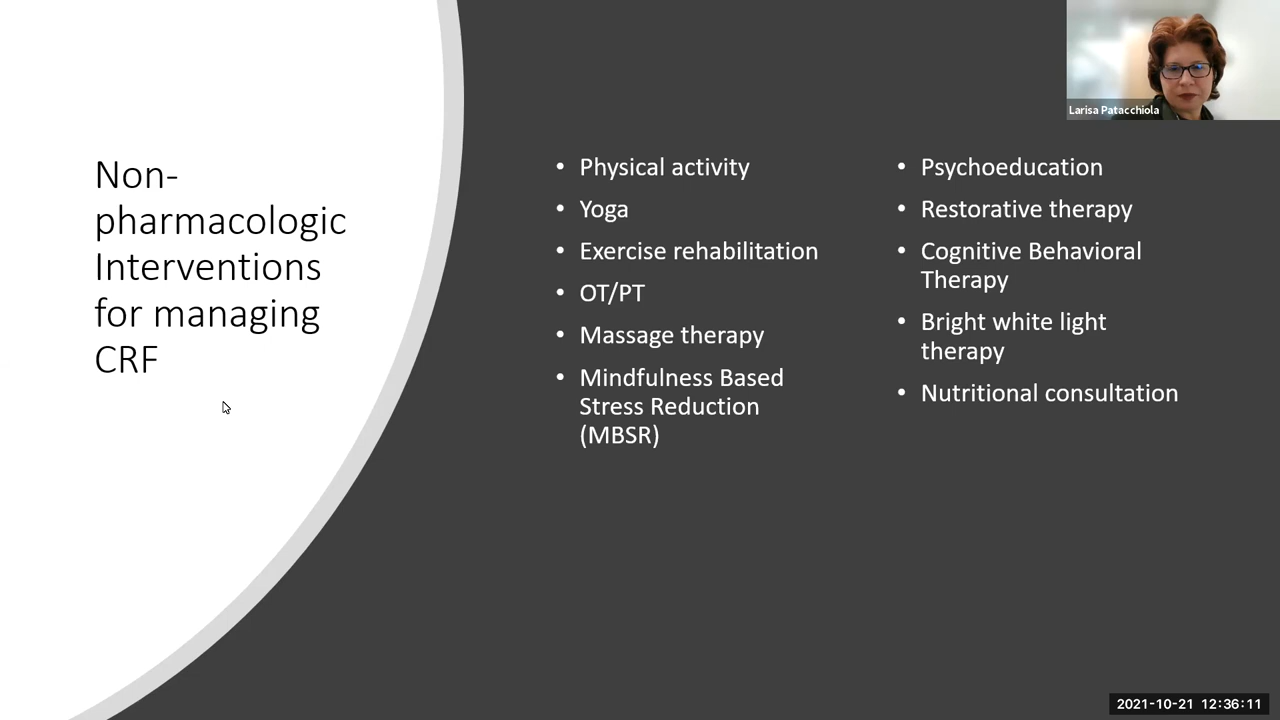 Non-
pharmacologic
Interventions
for managing
CRF
• Physical activity
• Yoga
• Exercise rehabilitation
• OT/PT
• Massage therapy
• Mindfulness Based
Stress Reduction
(MBSR)
• Psychoeducation
• Restorative therapy
• Cognitive Behavioral
Therapy
• Bright white light
therapy
• Nutritional consultation
Larisa Patacchiola
2021-10-21 12:36:11